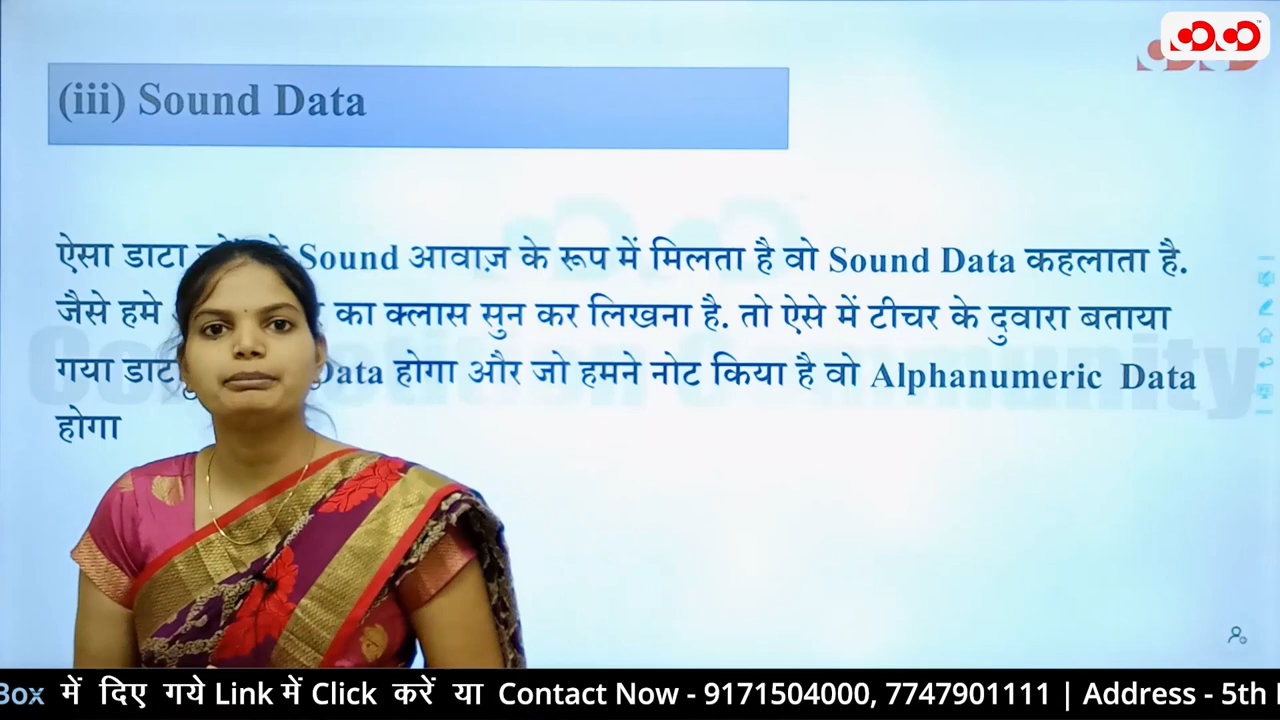 (iii) Sound Data
ऐसा डाटा Sound आवाज़ के रूप में मिलता है वो Sound Data कहलाता है.
जैसे हमे का क्लास सुन कर लिखना है. तो ऐसे में टीचर के दुवारा बताया
गया Data होगा और जो हमने नोट किया है वो Alphanumeric Data
होगा
Box में दिए गये Link में Click करें या Contact Now - 9171504000, 7747901111 | Address - 5th